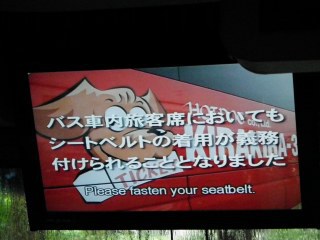 バス車内旅客席においても
シートベルトの着用が義務
付けられることとなりました
Please fasten your seatbelt.